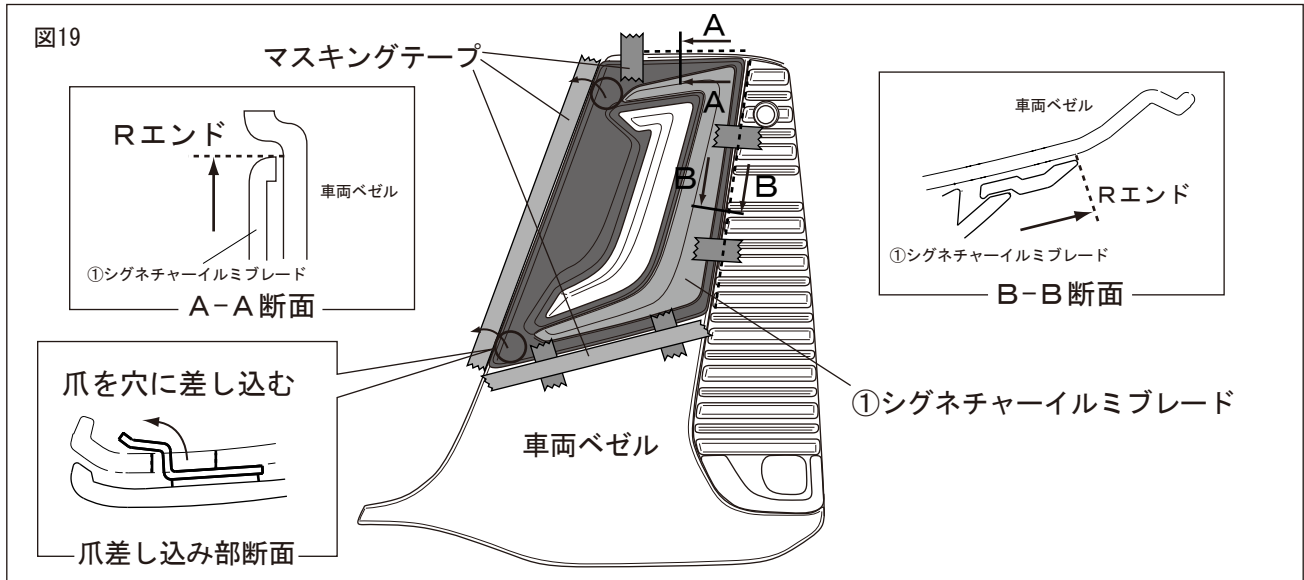 図19
マスキングテープ
A
A
B
B
Rエンド
車両ベゼル
①シグネチャーイルミブレード
A-A断面
車両ベゼル
Rエンド
①シグネチャーイルミブレード
B-B断面
爪を穴に差し込む
爪差し込み部断面
①シグネチャーイルミブレード
車両ベゼル